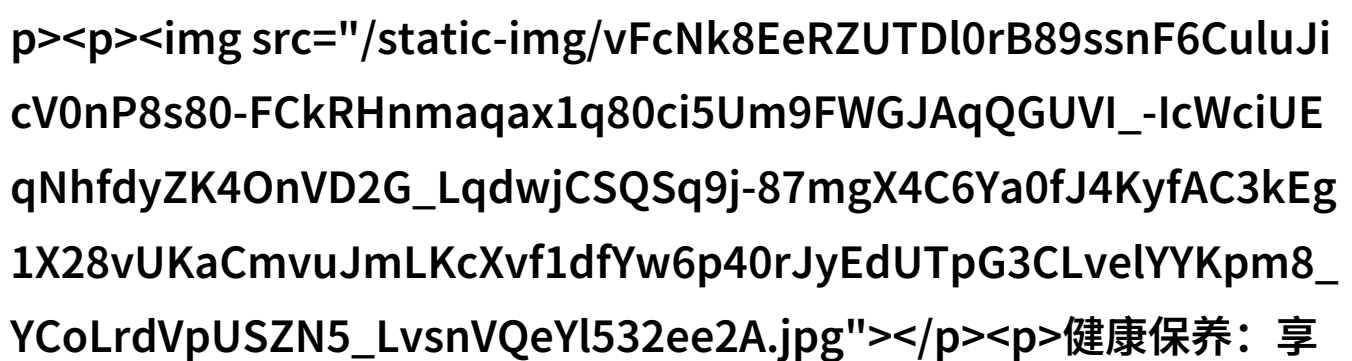 p><p><img src="/static-img/vFcNk8EeRZUTDl0rB89ssnF6CuluJi
cV0nP8s80-FCkRHnmaqax1q80ci5Um9FWGJAqQGUVI_-IcWciUE
qNhfdyZK4OnVD2G_LqdwjCSQSq9j-87mgX4C6Ya0fJ4KyfAC3kEg
1X28vUKaCmvuJmLKcXvf1dfYw6p40rJyEdUTpG3CLvelYYKpm8_
YCoLrdVpUSZN5_LvsnVQeYl532ee2A.jpg"></p><p>健康保养：享